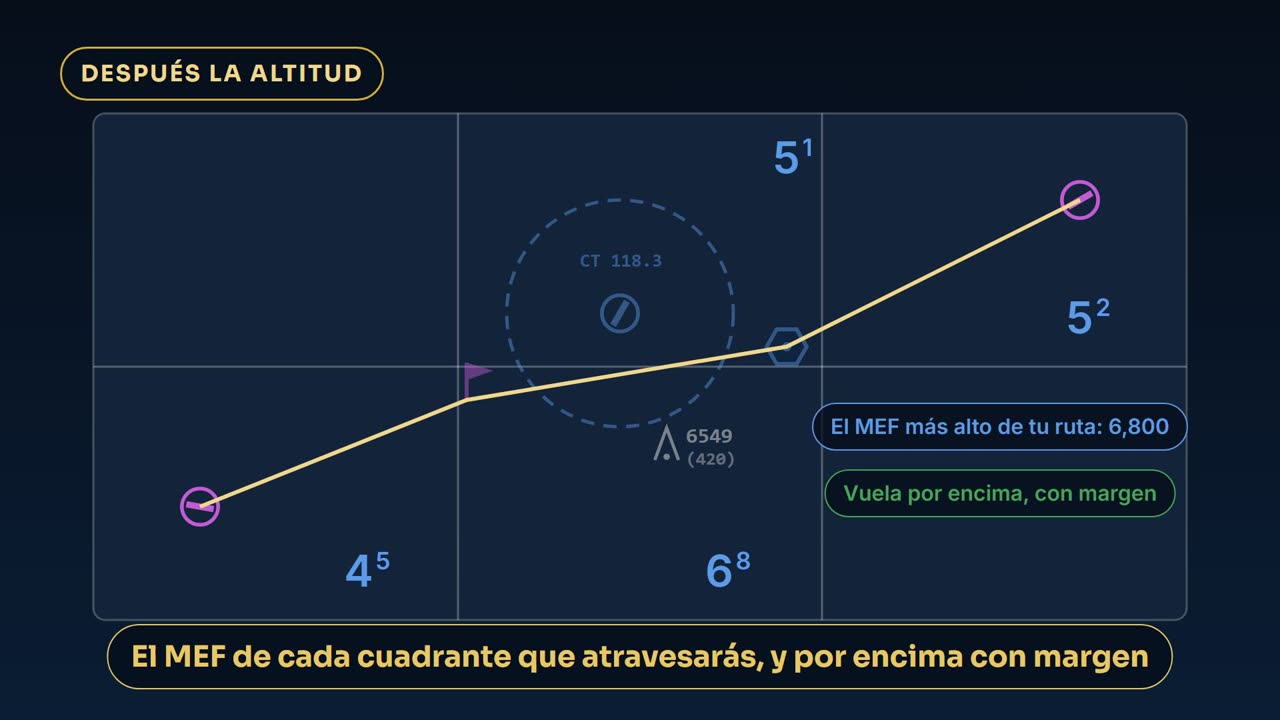 DESPUÉS LA ALTITUD
5¹
CT 118.3
5²
6549
(420)
El MEF más alto de tu ruta: 6,800
Vuela por encima, con margen
4⁵
6⁸
El MEF de cada cuadrante que atravesarás, y por encima con margen